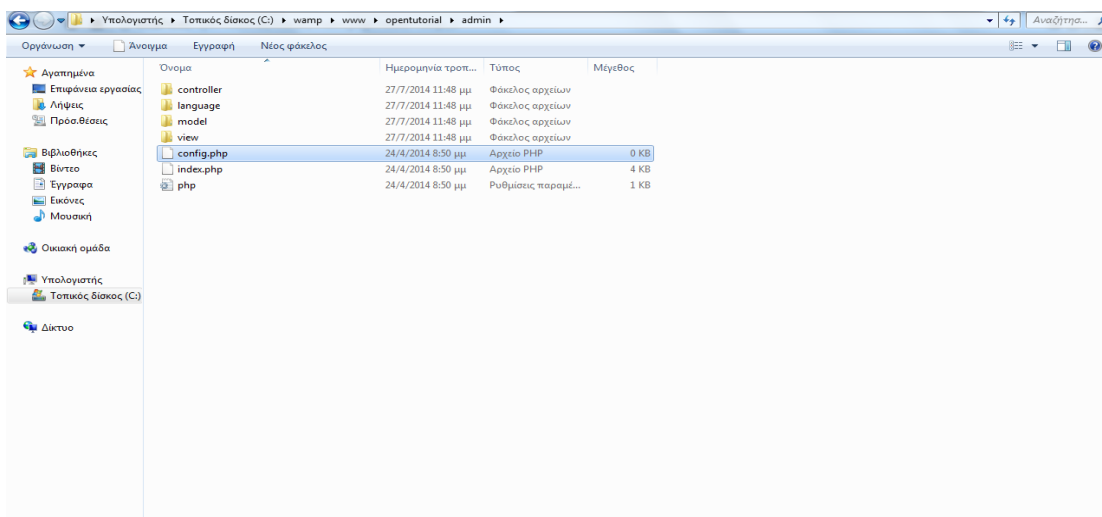 Υπολογιστής ▸ Τοπικός δίσκος (C:) ▸ wamp ▸ www ▸ opentutorial ▸ admin ▸
Αναζήτησ...
Οργάνωση Άνοιγμα Εγγραφή Νέος φάκελος
Όνομα Ημερομηνία τροπ... Τύπος Μέγεθος
Αγαπημένα
Επιφάνεια εργασίας
Λήψεις
Πρόσ.θέσεις
Βιβλιοθήκες
Βίντεο
Έγγραφα
Εικόνες
Μουσική
Οικιακή ομάδα
Υπολογιστής
Τοπικός δίσκος (C:)
Δίκτυο
controller 27/7/2014 11:48 μμ Φάκελος αρχείων
language 27/7/2014 11:48 μμ Φάκελος αρχείων
model 27/7/2014 11:48 μμ Φάκελος αρχείων
view 27/7/2014 11:48 μμ Φάκελος αρχείων
config.php 24/4/2014 8:50 μμ Αρχείο PHP 0 KB
index.php 24/4/2014 8:50 μμ Αρχείο PHP 4 KB
php 24/4/2014 8:50 μμ Ρυθμίσεις παραμέ... 1 KB